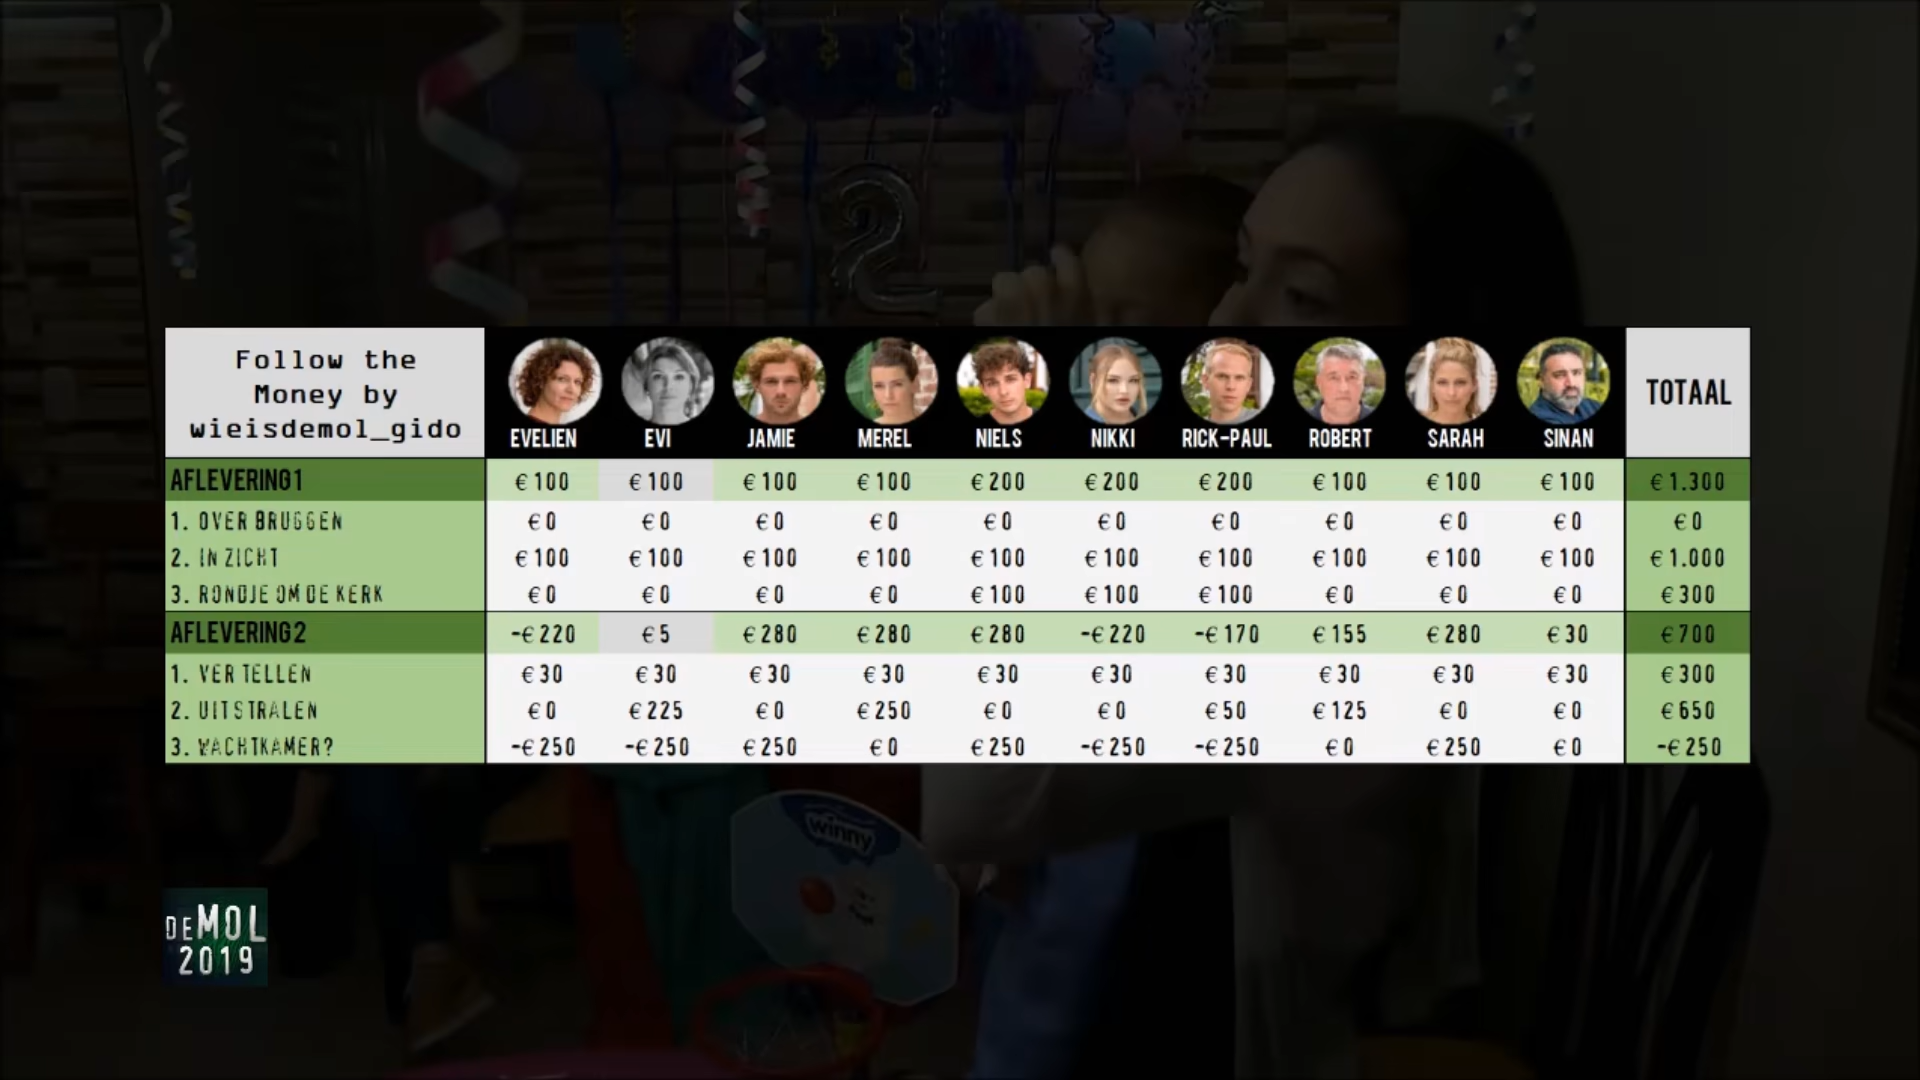 Follow the
Money by
wieisdemol_gido
EVELIEN EVI JAMIE MEREL NIELS NIKKI RICK-PAUL ROBERT SARAH SINAN TOTAAL
AFLEVERING 1 € 100 € 100 € 100 € 100 € 200 € 200 € 200 € 100 € 100 € 100 € 1.300
1. OVER BRUGGEN € 0 € 0 € 0 € 0 € 0 € 0 € 0 € 0 € 0 € 0 € 0
2. IN ZICHT € 100 € 100 € 100 € 100 € 100 € 100 € 100 € 100 € 100 € 100 € 1.000
3. RONDJE OM DE KERK € 0 € 0 € 0 € 0 € 100 € 100 € 100 € 0 € 0 € 0 € 300
AFLEVERING 2 -€ 220 € 5 € 280 € 280 € 280 -€ 220 -€ 170 € 155 € 280 € 30 € 700
1. VER TELLEN € 30 € 30 € 30 € 30 € 30 € 30 € 30 € 30 € 30 € 30 € 300
2. UITSTRALEN € 0 € 225 € 0 € 250 € 0 € 0 € 50 € 125 € 0 € 0 € 650
3. WACHTKAMER? -€ 250 -€ 250 € 250 € 0 € 250 -€ 250 -€ 250 € 0 € 250 € 0 -€ 250
2
winny
DE MOL
2019